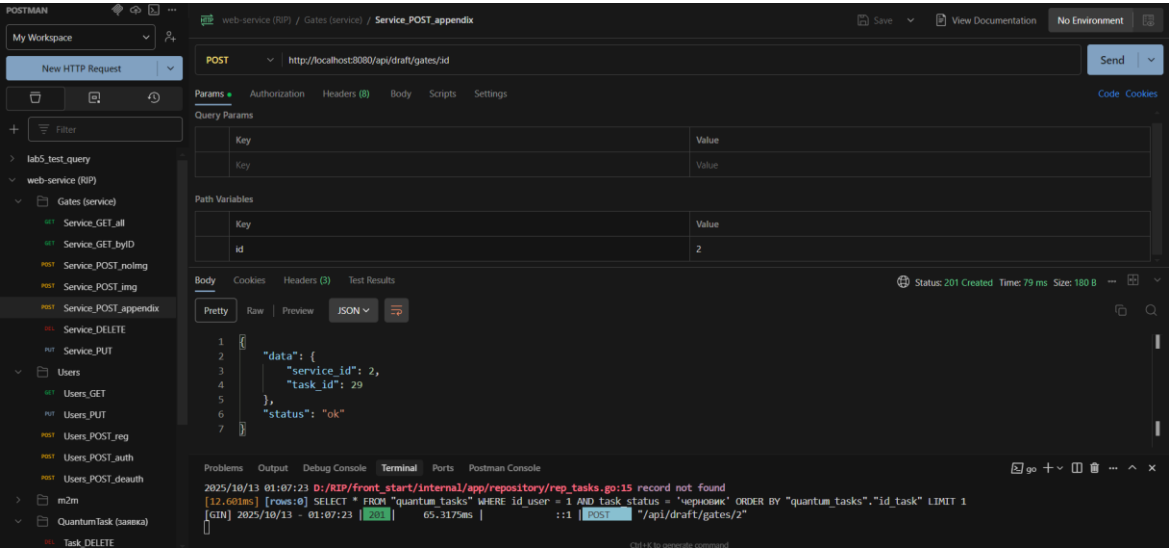 POSTMAN
My Workspace
New HTTP Request
Filter
lab5_test_query
web-service (RIP)
Gates (service)
GET Service_GET_all
GET Service_GET_byID
POST Service_POST_noImg
POST Service_POST_img
POST Service_POST_appendix
DEL Service_DELETE
PUT Service_PUT
Users
GET Users_GET
PUT Users_PUT
POST Users_POST_reg
POST Users_POST_auth
POST Users_POST_deauth
m2m
QuantumTask (заявка)
DEL Task_DELETE
HTTP web-service (RIP) / Gates (service) / Service_POST_appendix
Save View Documentation No Environment
POST http://localhost:8080/api/draft/gates/:id Send
Params Authorization Headers (8) Body Scripts Settings Code Cookies
Query Params
Key Value
Key Value
Path Variables
Key Value
id 2
Body Cookies Headers (3) Test Results Status: 201 Created Time: 79 ms Size: 180 B
Pretty Raw Preview JSON
1 {
2 "data": {
3 "service_id": 2,
4 "task_id": 29
5 },
6 "status": "ok"
7 }
Problems Output Debug Console Terminal Ports Postman Console go
2025/10/13 01:07:23 D:/RIP/front_start/internal/app/repository/rep_tasks.go:15 record not found
[12.601ms] [rows:0] SELECT * FROM "quantum_tasks" WHERE id_user = 1 AND task_status = 'черновик' ORDER BY "quantum_tasks"."id_task" LIMIT 1
[GIN] 2025/10/13 - 01:07:23 | 201 | 65.3175ms | ::1 | POST "/api/draft/gates/2"
Ctrl+K to generate command